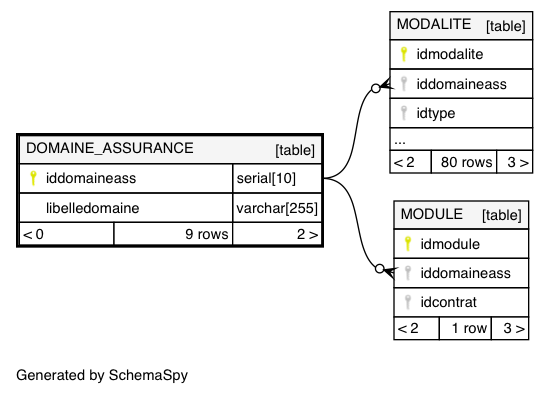 MODALITE [table]
idmodalite
iddomaineass
idtype
...
< 2 80 rows 3 >
DOMAINE_ASSURANCE [table]
iddomaineass serial[10]
libelledomaine varchar[255]
< 0 9 rows 2 >
MODULE [table]
idmodule
iddomaineass
idcontrat
< 2 1 row 3 >
Generated by SchemaSpy